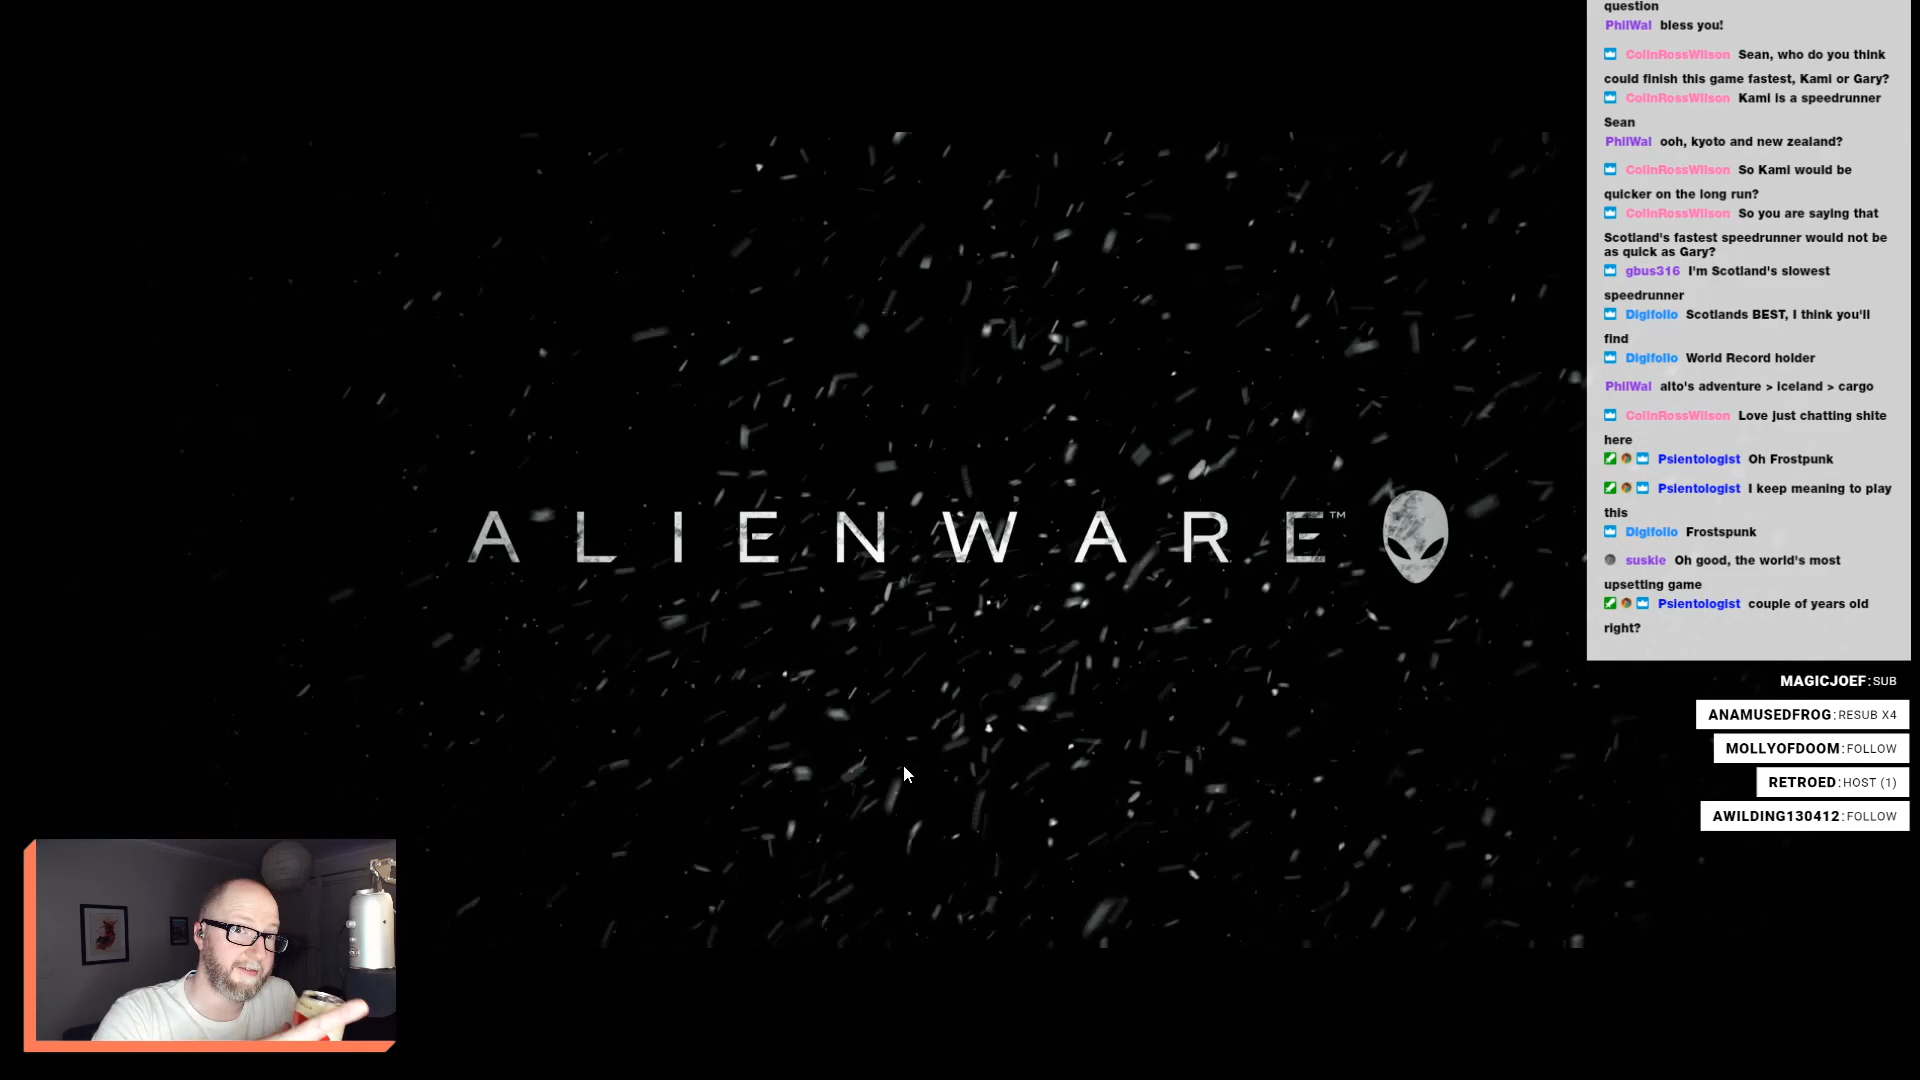 question
PhilWal bless you!
ColinRossWilson Sean, who do you think
could finish this game fastest, Kami or Gary?
ColinRossWilson Kami is a speedrunner
Sean
PhilWal ooh, kyoto and new zealand?
ColinRossWilson So Kami would be
quicker on the long run?
ColinRossWilson So you are saying that
Scotland's fastest speedrunner would not be
as quick as Gary?
gbus316 I'm Scotland's slowest
speedrunner
Digifolio Scotlands BEST, I think you'll
find
Digifolio World Record holder
PhilWal alto's adventure > iceland > cargo
ColinRossWilson Love just chatting shite
here
Psientologist Oh Frostpunk
Psientologist I keep meaning to play
this
Digifolio Frostspunk
suskie Oh good, the world's most
upsetting game
Psientologist couple of years old
right?
ALIENWARE™
MAGICJOEF:SUB
ANAMUSEDFROG:RESUB X4
MOLLYOFDOOM:FOLLOW
RETROED:HOST (1)
AWILDING130412:FOLLOW